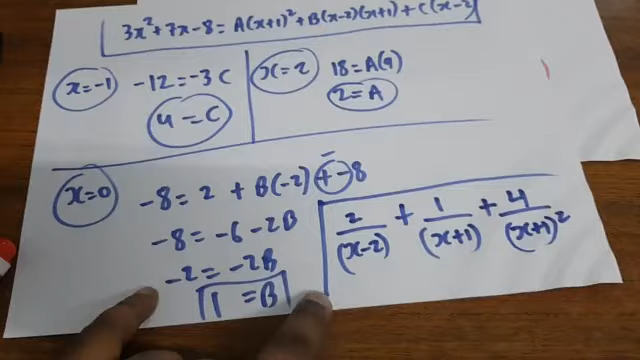 3x²+7x-8=A(x+1)²+B(x-2)(x+1)+C(x-2)
x=-1 -12=-3C x=2 18=A(9)
4=C 2=A
x=0 -8=2+B(-2)+-8
-8=-6-2B 2/(x-2) + 1/(x+1) + 4/(x+1)²
-2=-2B
1=B